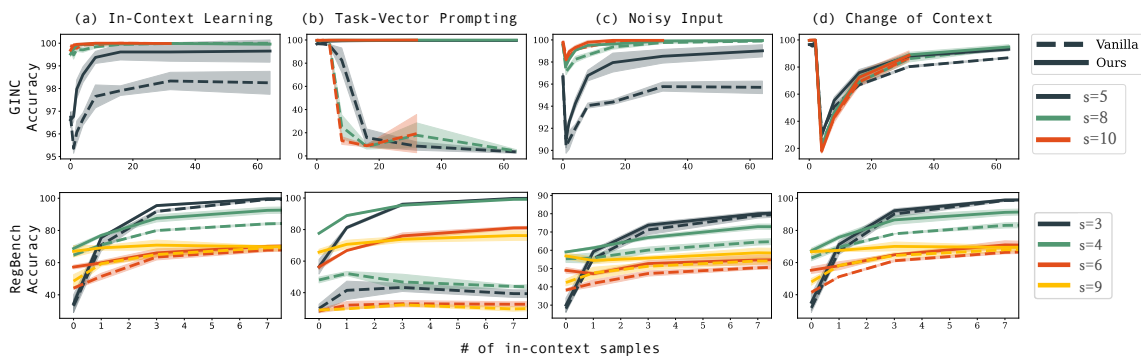 (a) In-Context Learning
(b) Task-Vector Prompting
(c) Noisy Input
(d) Change of Context
GINC
Accuracy
100
99
98
97
96
95
0 20 40 60
100
80
60
40
20
0
0 20 40 60
100
98
96
94
92
90
0 20 40 60
100
80
60
40
20
0 20 40 60
Vanilla
Ours
s=5
s=8
s=10
RegBench
Accuracy
100
80
60
40
0 1 2 3 4 5 6 7
100
80
60
40
0 1 2 3 4 5 6 7
90
80
70
60
50
40
30
0 1 2 3 4 5 6 7
100
80
60
40
0 1 2 3 4 5 6 7
s=3
s=4
s=6
s=9
# of in-context samples